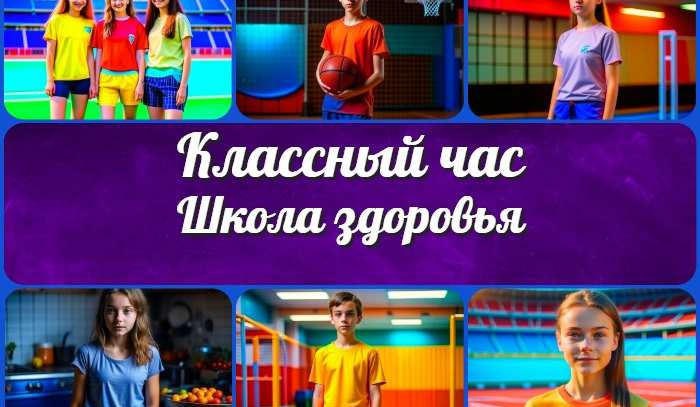 Классный час
Школа здоровья